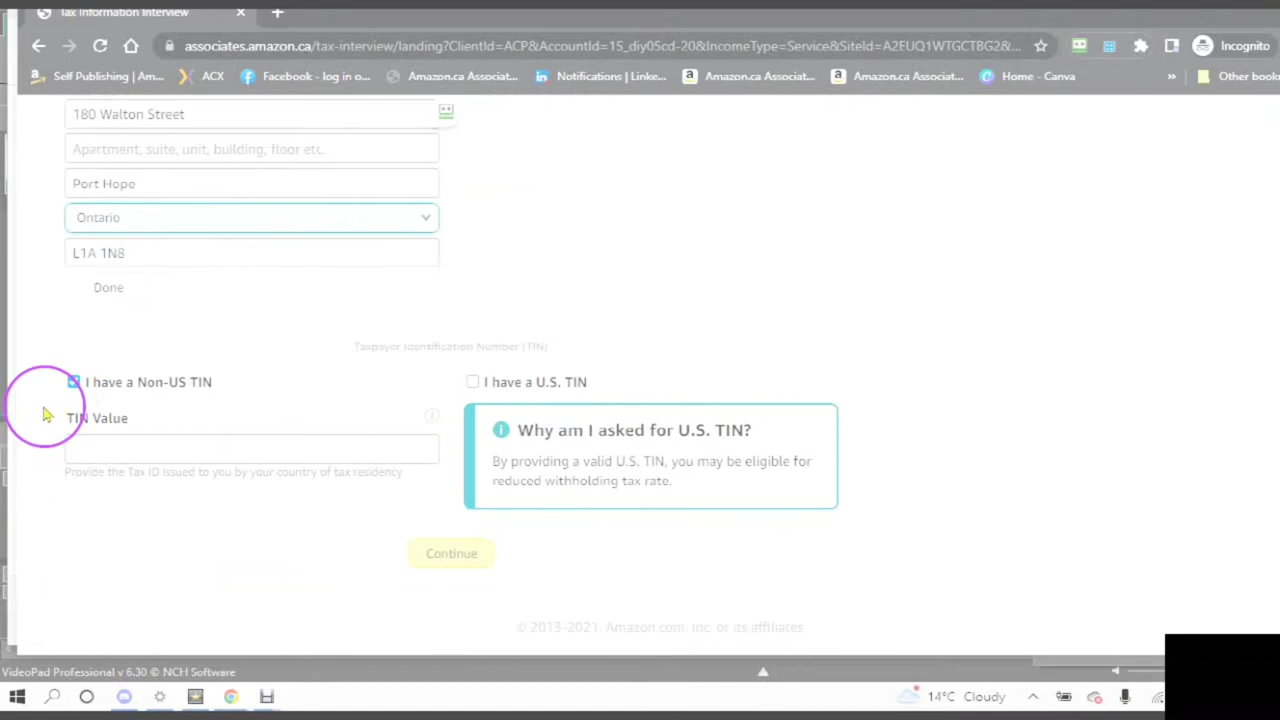 Tax Information Interview
associates.amazon.ca/tax-interview/landing?ClientId=ACP&AccountId=15_diy05cd-20&IncomeType=Service&SiteId=A2EUQ1WTGCTBG2&...
Incognito
Self Publishing | Am...
ACX
Facebook - log in o...
Amazon.ca Associat...
Notifications | Linke...
Amazon.ca Associat...
Amazon.ca Associat...
Home - Canva
»
Other book
180 Walton Street
Apartment, suite, unit, building, floor etc.
Port Hope
Ontario
L1A 1N8
Done
Taxpayer Identification Number (TIN)
I have a Non-US TIN
I have a U.S. TIN
TIN Value
Provide the Tax ID issued to you by your country of tax residency
Why am I asked for U.S. TIN?
By providing a valid U.S. TIN, you may be eligible for
reduced withholding tax rate.
Continue
© 2013-2021, Amazon.com, Inc. or its affiliates
VideoPad Professional v 6.30 © NCH Software
14°C Cloudy